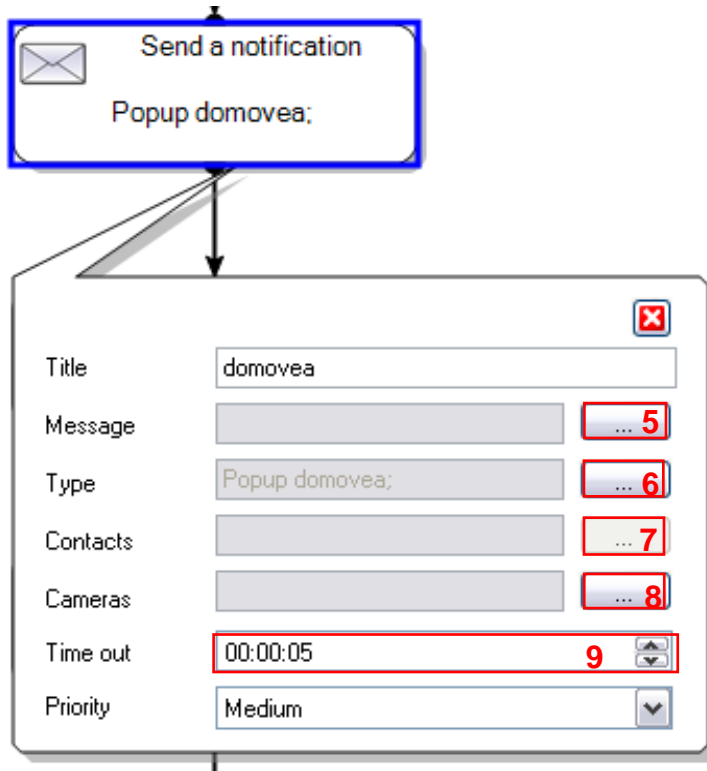 Send a notification
Popup domovea;
Title domovea
Message ... 5
Type Popup domovea; ... 6
Contacts ... 7
Cameras ... 8
Time out 00:00:05 9
Priority Medium